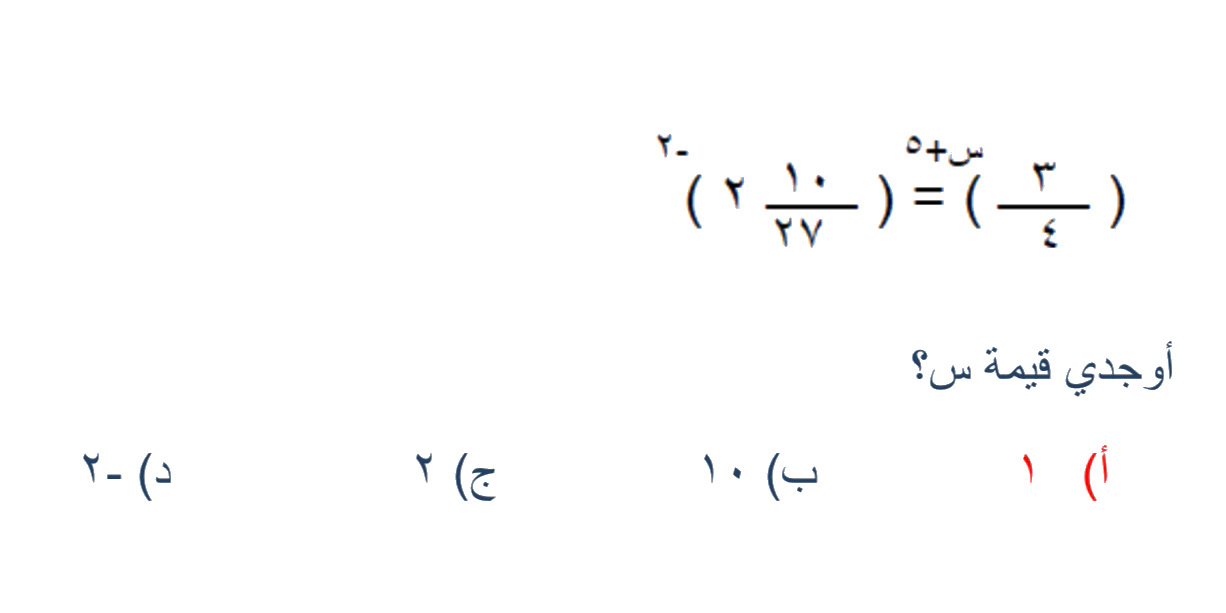 ( ٣/٤ )^س+٥ = ( ٢ ١٠/٢٧ )^-٢
أوجدي قيمة س؟
أ) ١ ب) ١٠ ج) ٢ د) -٢